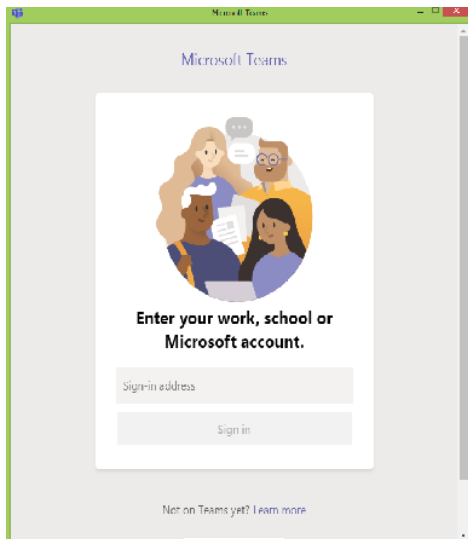 Microsoft Teams
Microsoft Teams
Enter your work, school or
Microsoft account.
Sign-in address
Sign in
Not on Teams yet? Learn more